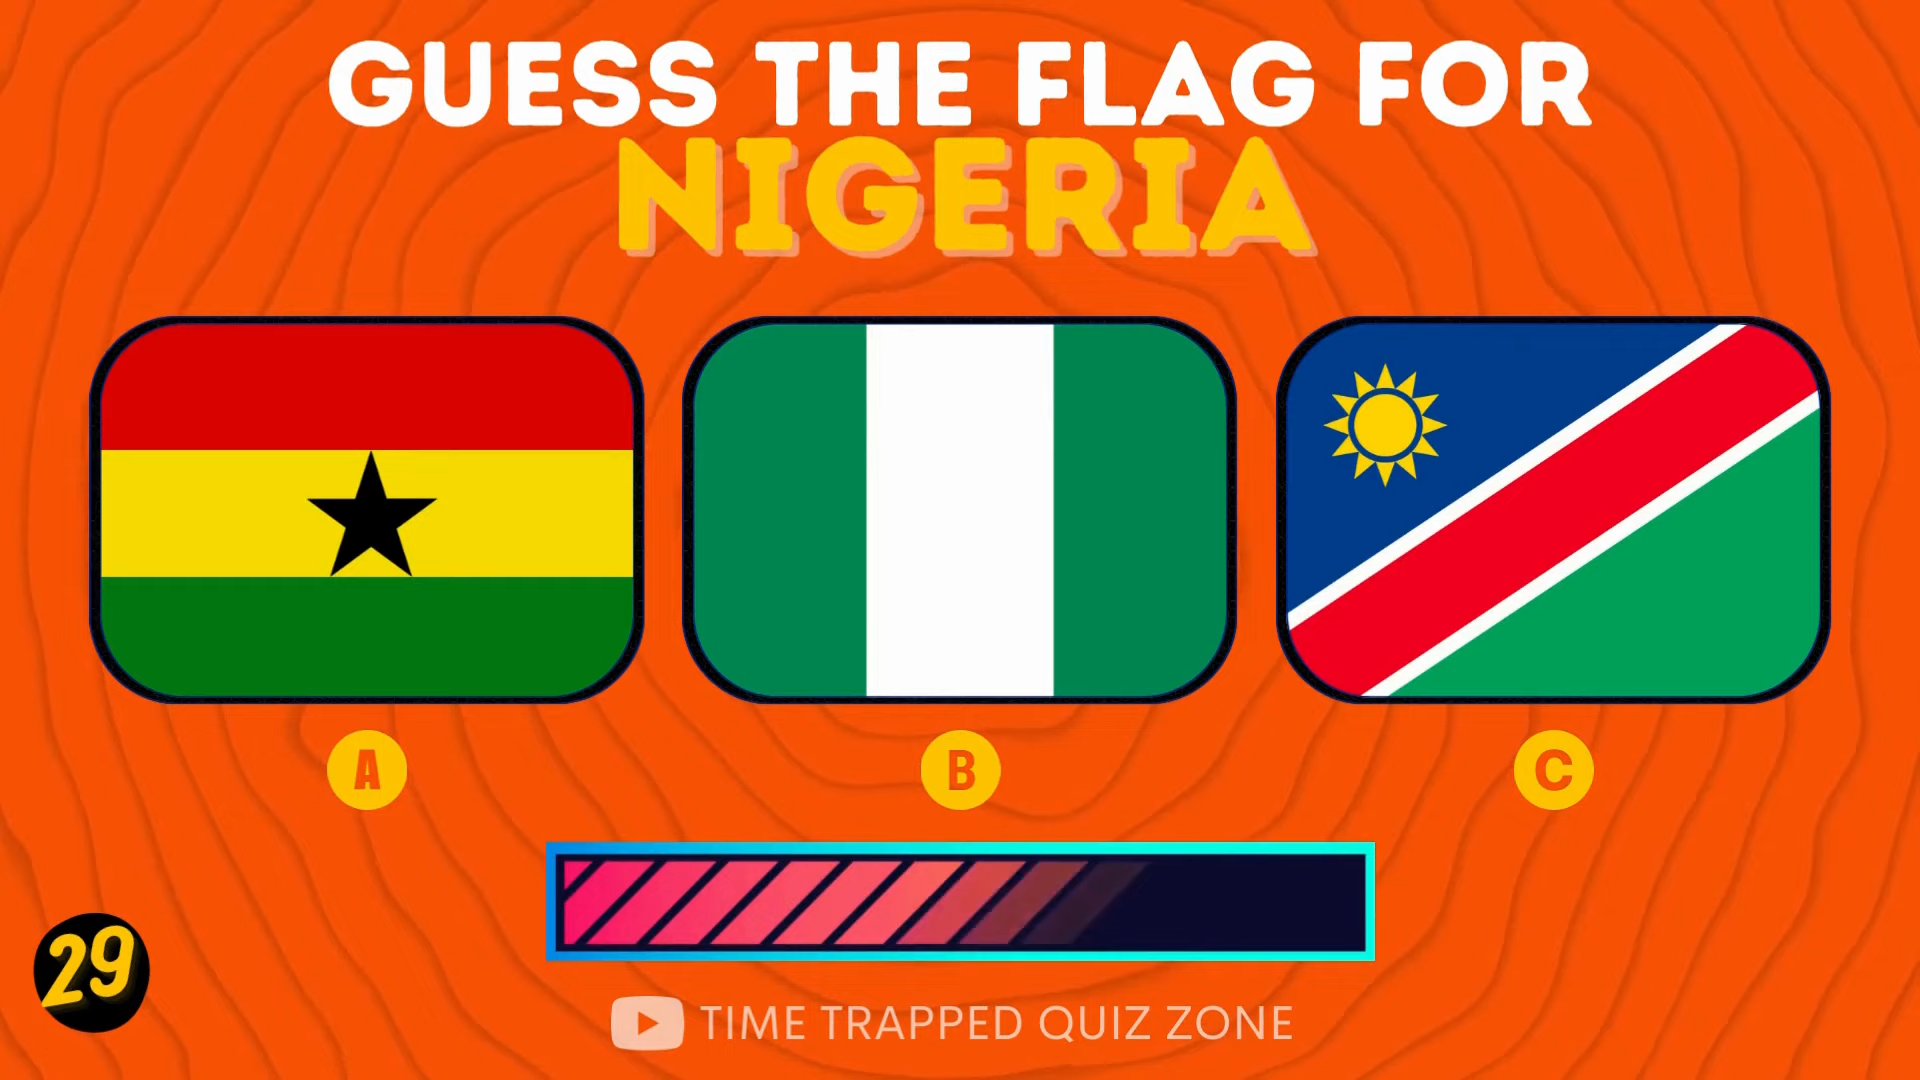 GUESS THE FLAG FOR
NIGERIA
A
B
C
29
TIME TRAPPED QUIZ ZONE